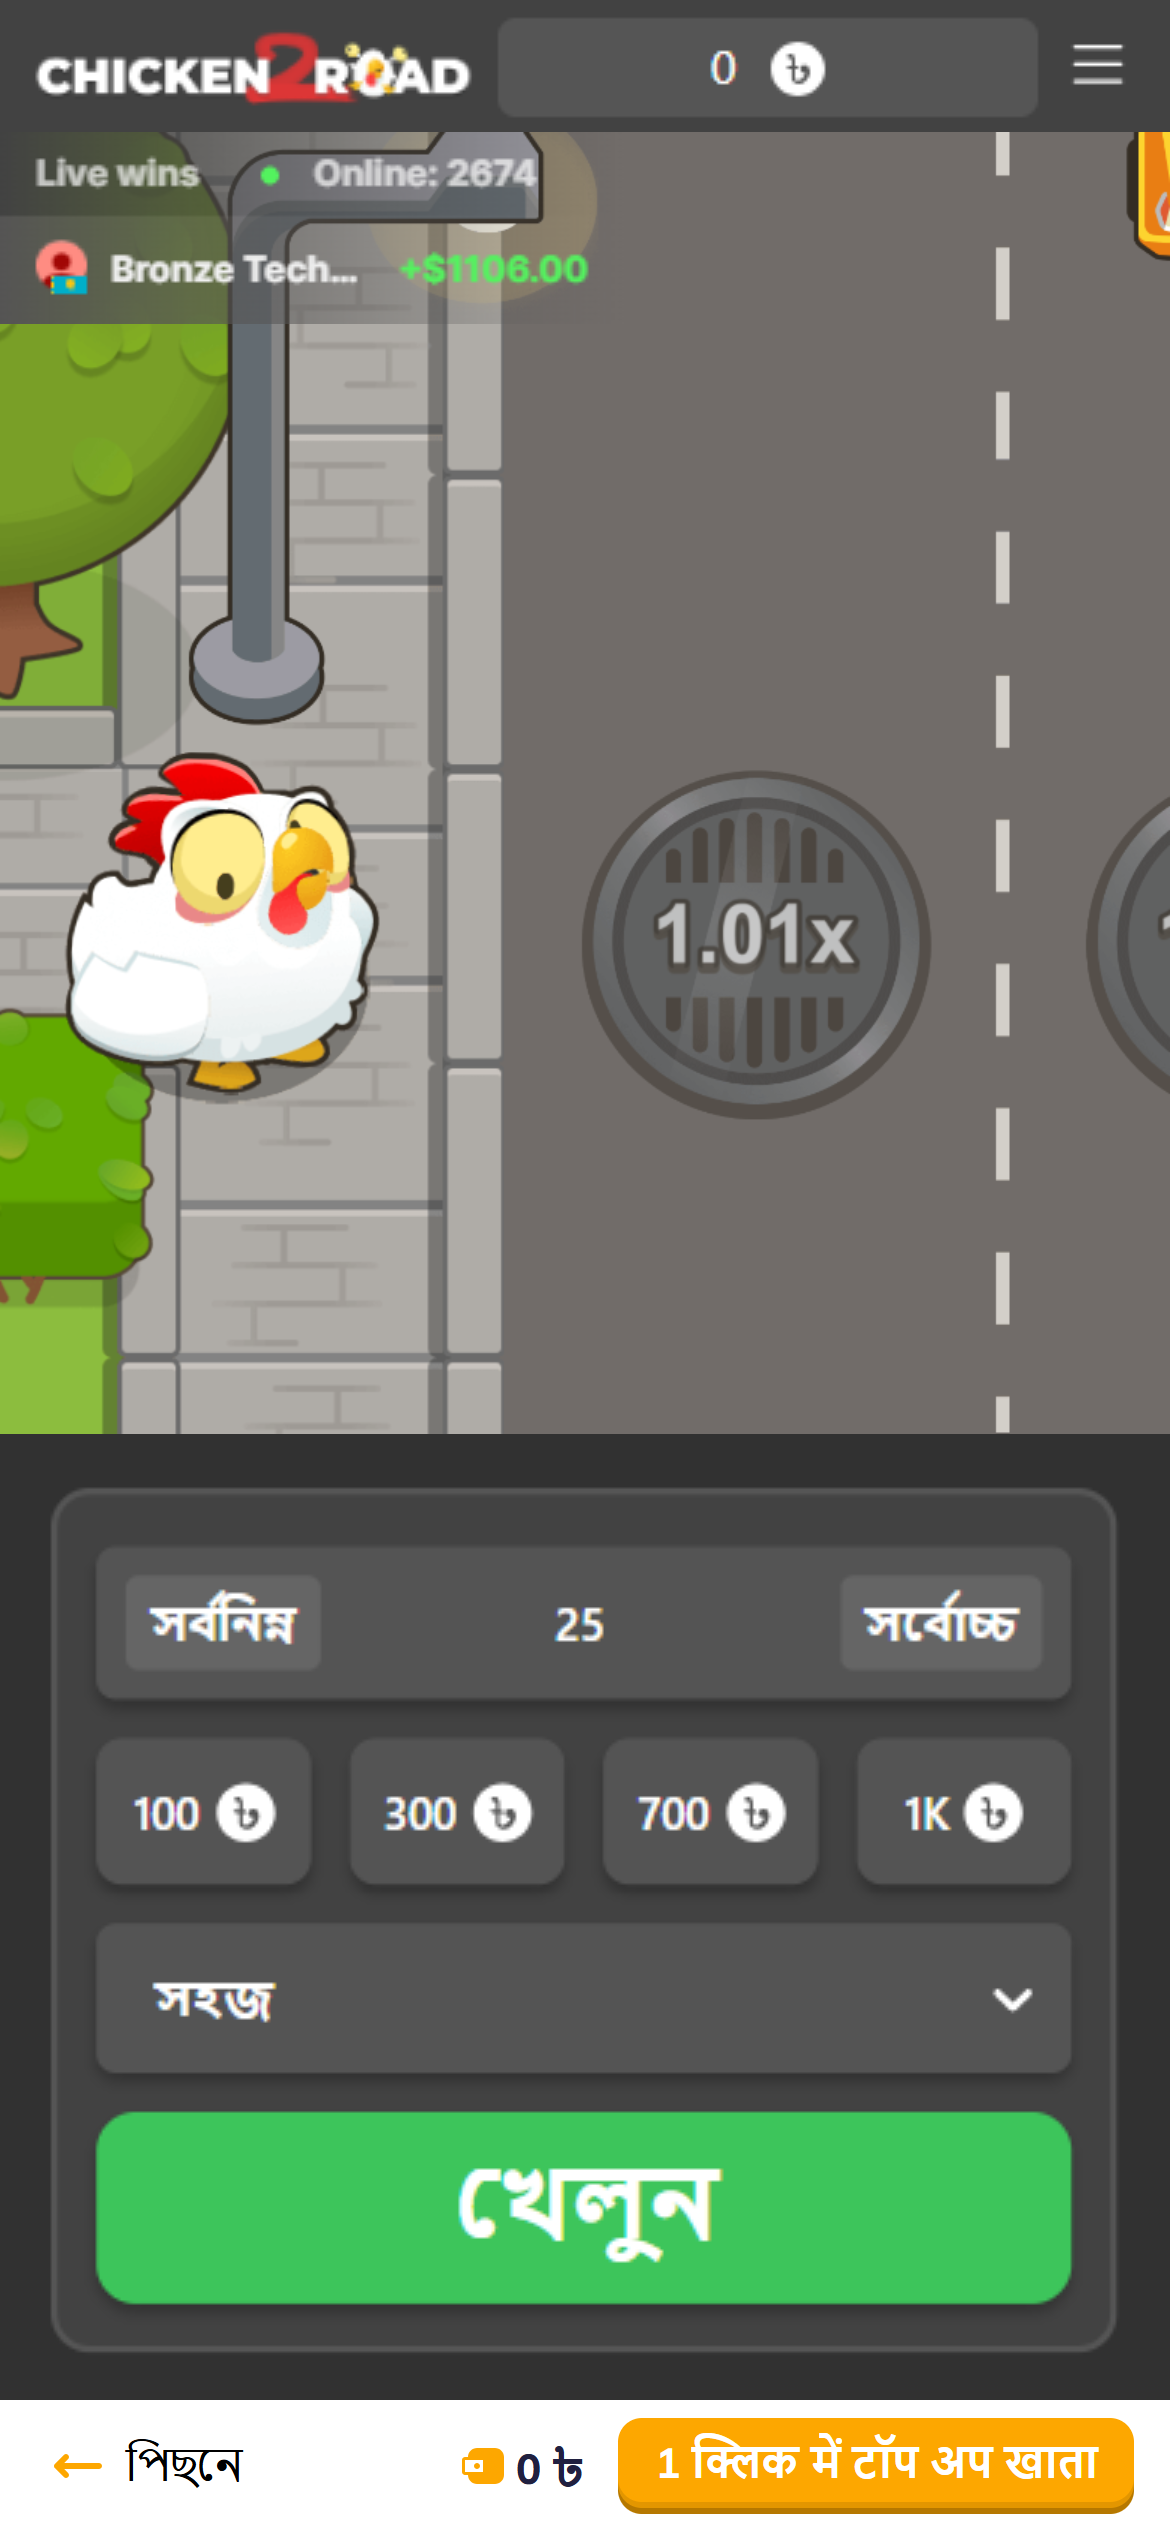 CHICKEN 2 ROAD
0 ৳
Live wins
Online: 2674
Bronze Tech...
+$1106.00
1.01x
সর্বনিম্ন
25
সর্বোচ্চ
100 ৳
300 ৳
700 ৳
1K ৳
সহজ
খেলুন
← পিছনে
0 ৳
1 क्लिक में टॉप अप खाता